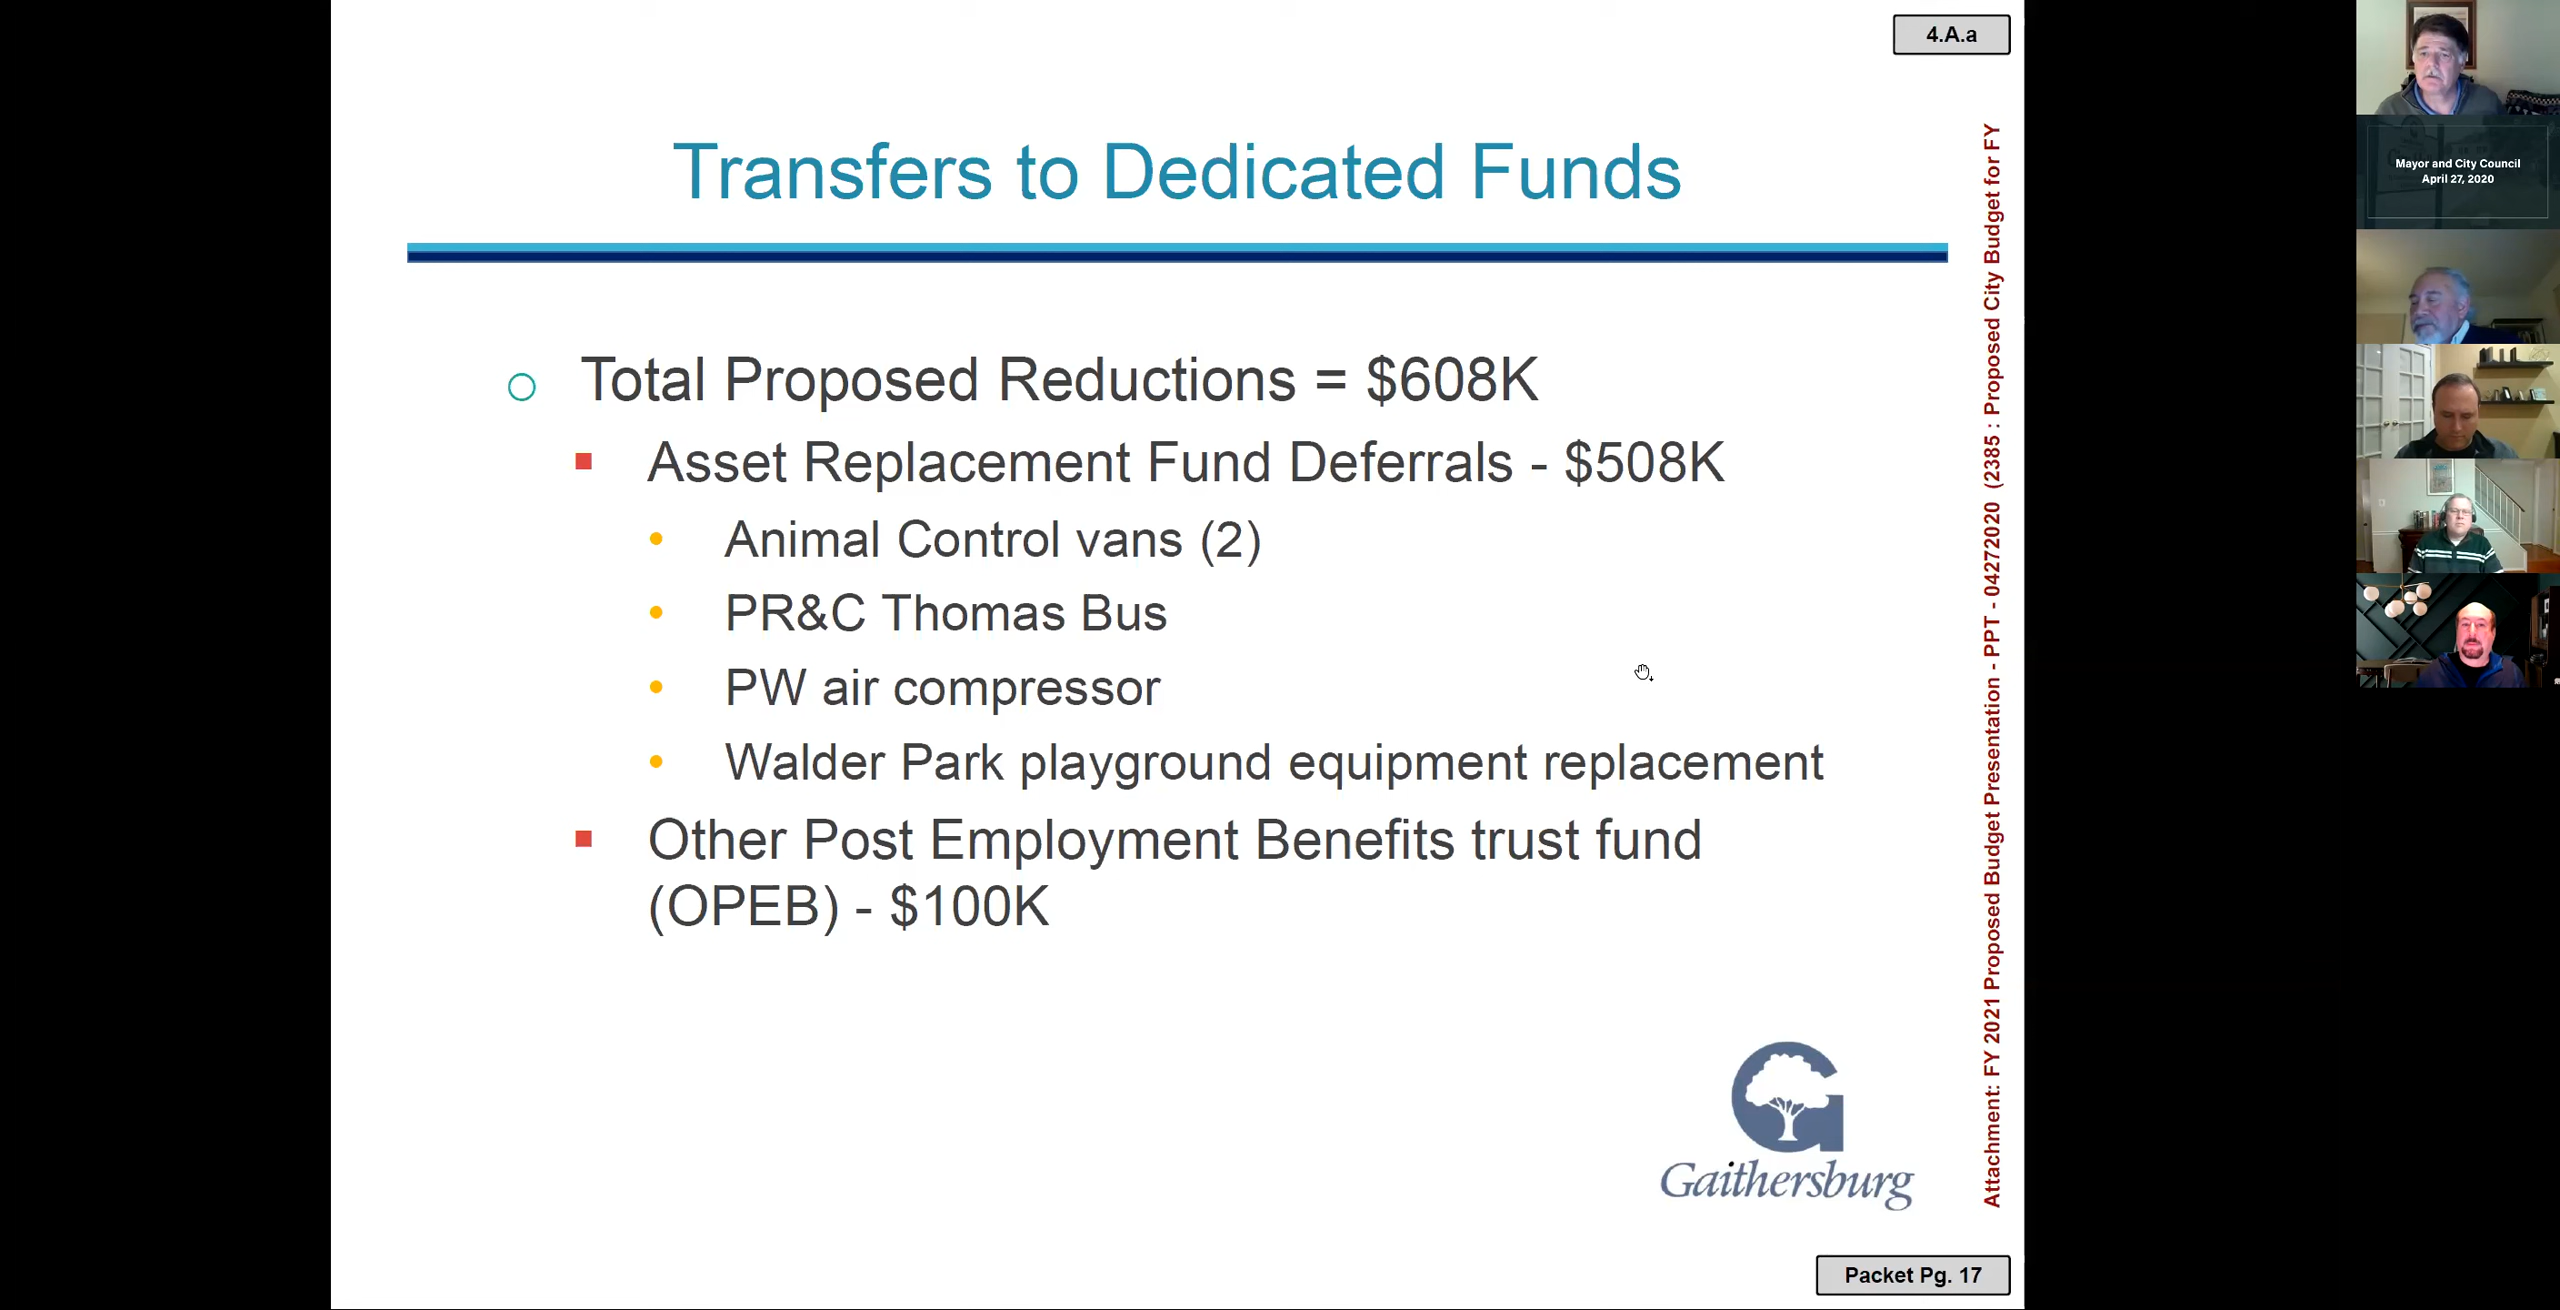 4.A.a
Transfers to Dedicated Funds
Total Proposed Reductions = $608K
Asset Replacement Fund Deferrals - $508K
Animal Control vans (2)
PR&C Thomas Bus
PW air compressor
Walder Park playground equipment replacement
Other Post Employment Benefits trust fund
(OPEB) - $100K
Gaithersburg
Packet Pg. 17
Attachment: FY 2021 Proposed Budget Presentation - PPT - 04272020 (2385 : Proposed City Budget for FY
Mayor and City Council
April 27, 2020